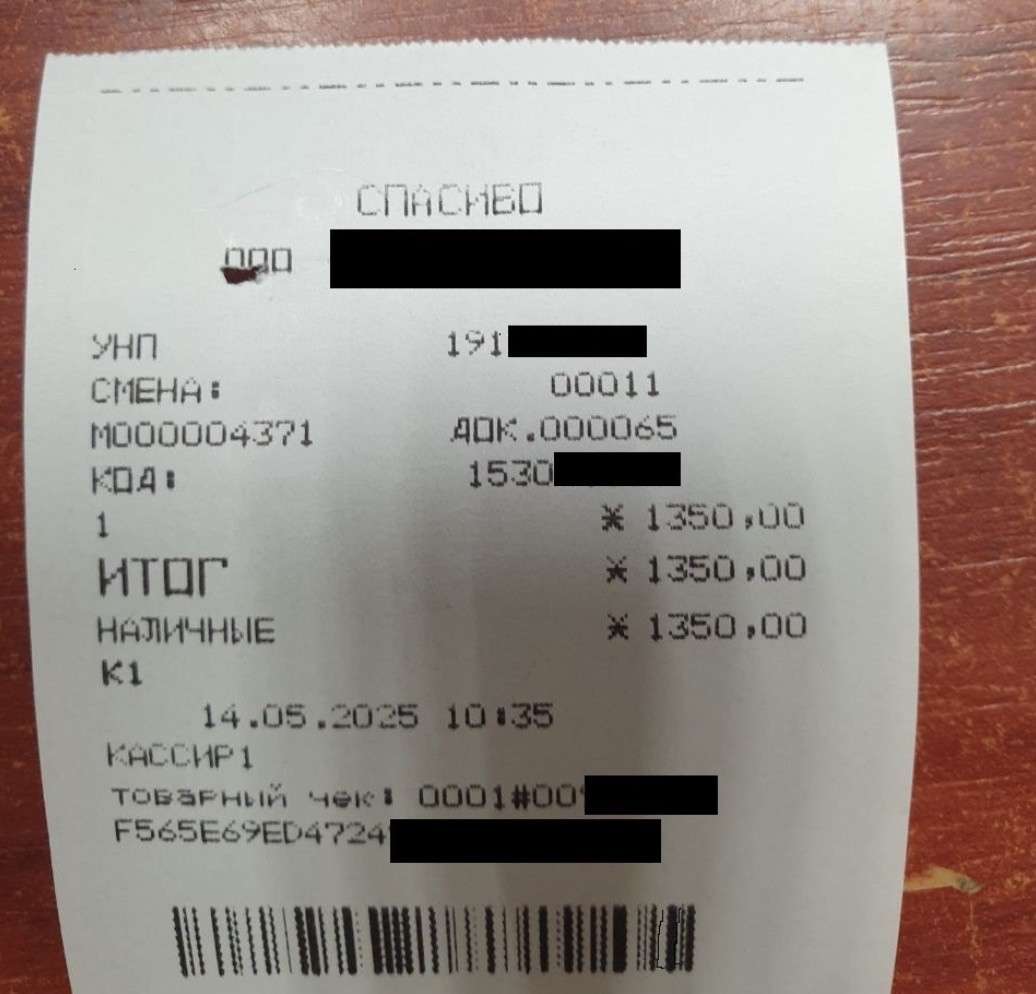 СПАСИБО
ООО
УНП 191
СМЕНА: 00011
М000004371 ДОК.000065
КОД: 1530
1 * 1350,00
ИТОГ * 1350,00
НАЛИЧНЫЕ * 1350,00
К1
14.05.2025 10:35
КАССИР1
товарный чек: 0001#00
F565E69ED4724